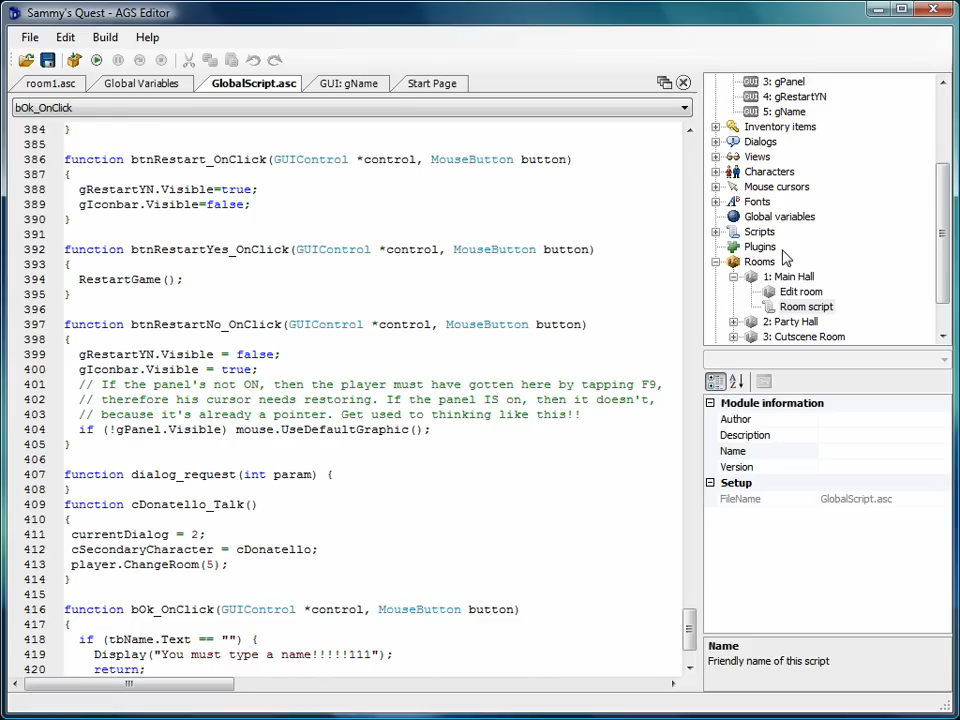 Sammy's Quest - AGS Editor
File Edit Build Help
room1.asc Global Variables GlobalScript.asc GUI: gName Start Page
bOk_OnClick
384 }
385
386 function btnRestart_OnClick(GUIControl *control, MouseButton button)
387 {
388 gRestartYN.Visible=true;
389 gIconbar.Visible=false;
390 }
391
392 function btnRestartYes_OnClick(GUIControl *control, MouseButton button)
393 {
394 RestartGame();
395 }
396
397 function btnRestartNo_OnClick(GUIControl *control, MouseButton button)
398 {
399 gRestartYN.Visible = false;
400 gIconbar.Visible = true;
401 // If the panel's not ON, then the player must have gotten here by tapping F9,
402 // therefore his cursor needs restoring. If the panel IS on, then it doesn't,
403 // because it's already a pointer. Get used to thinking like this!!
404 if (!gPanel.Visible) mouse.UseDefaultGraphic();
405 }
406
407 function dialog_request(int param) {
408 }
409 function cDonatello_Talk()
410 {
411 currentDialog = 2;
412 cSecondaryCharacter = cDonatello;
413 player.ChangeRoom(5);
414 }
415
416 function bOk_OnClick(GUIControl *control, MouseButton button)
417 {
418 if (tbName.Text == "") {
419 Display("You must type a name!!!!!111");
420 return;
GUI 3: gPanel
GUI 4: gRestartYN
GUI 5: gName
Inventory items
Dialogs
Views
Characters
Mouse cursors
Fonts
Global variables
Scripts
Plugins
Rooms
1: Main Hall
Edit room
Room script
2: Party Hall
3: Cutscene Room
Module information
Author
Description
Name
Version
Setup
FileName GlobalScript.asc
Name
Friendly name of this script